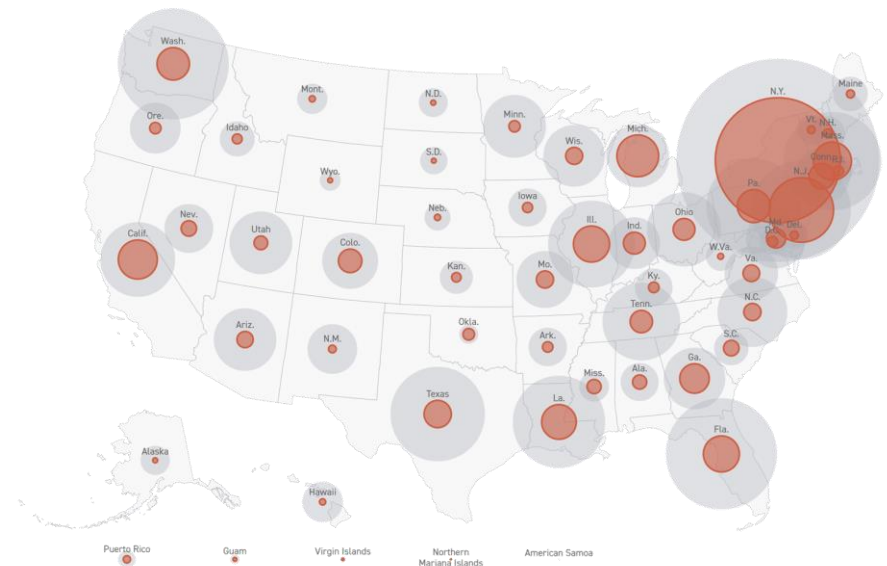 Wash.
Mont.
N.D.
Minn.
Maine
N.Y.
Ore.
Idaho
S.D.
Wis.
Mich.
Vt.
N.H.
Mass.
Wyo.
Conn.
R.I.
Iowa
N.J.
Pa.
Nev.
Utah
Neb.
Ill.
Ind.
Ohio
Md.
Del.
D.C.
Calif.
Colo.
Kan.
Mo.
W.Va.
Va.
Ky.
N.C.
Tenn.
Ariz.
N.M.
Okla.
Ark.
S.C.
Ga.
Miss.
Ala.
Texas
La.
Fla.
Alaska
Hawaii
Puerto Rico
Guam
Virgin Islands
Northern
Mariana Islands
American Samoa